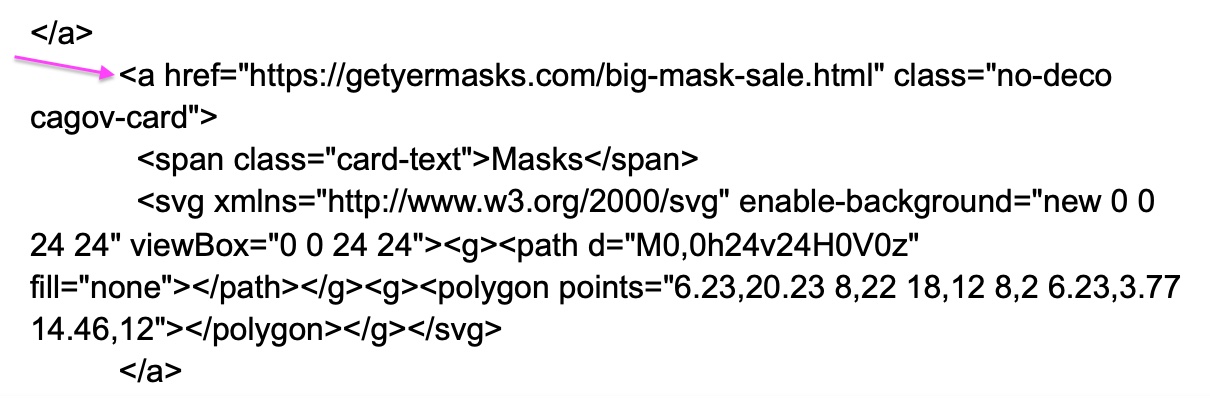 </a>
<a href="https://getyermasks.com/big-mask-sale.html" class="no-deco
cagov-card">
<span class="card-text">Masks</span>
<svg xmlns="http://www.w3.org/2000/svg" enable-background="new 0 0
24 24" viewBox="0 0 24 24"><g><path d="M0,0h24v24H0V0z"
fill="none"></path></g><g><polygon points="6.23,20.23 8,22 18,12 8,2 6.23,3.77
14.46,12"></polygon></g></svg>
</a>